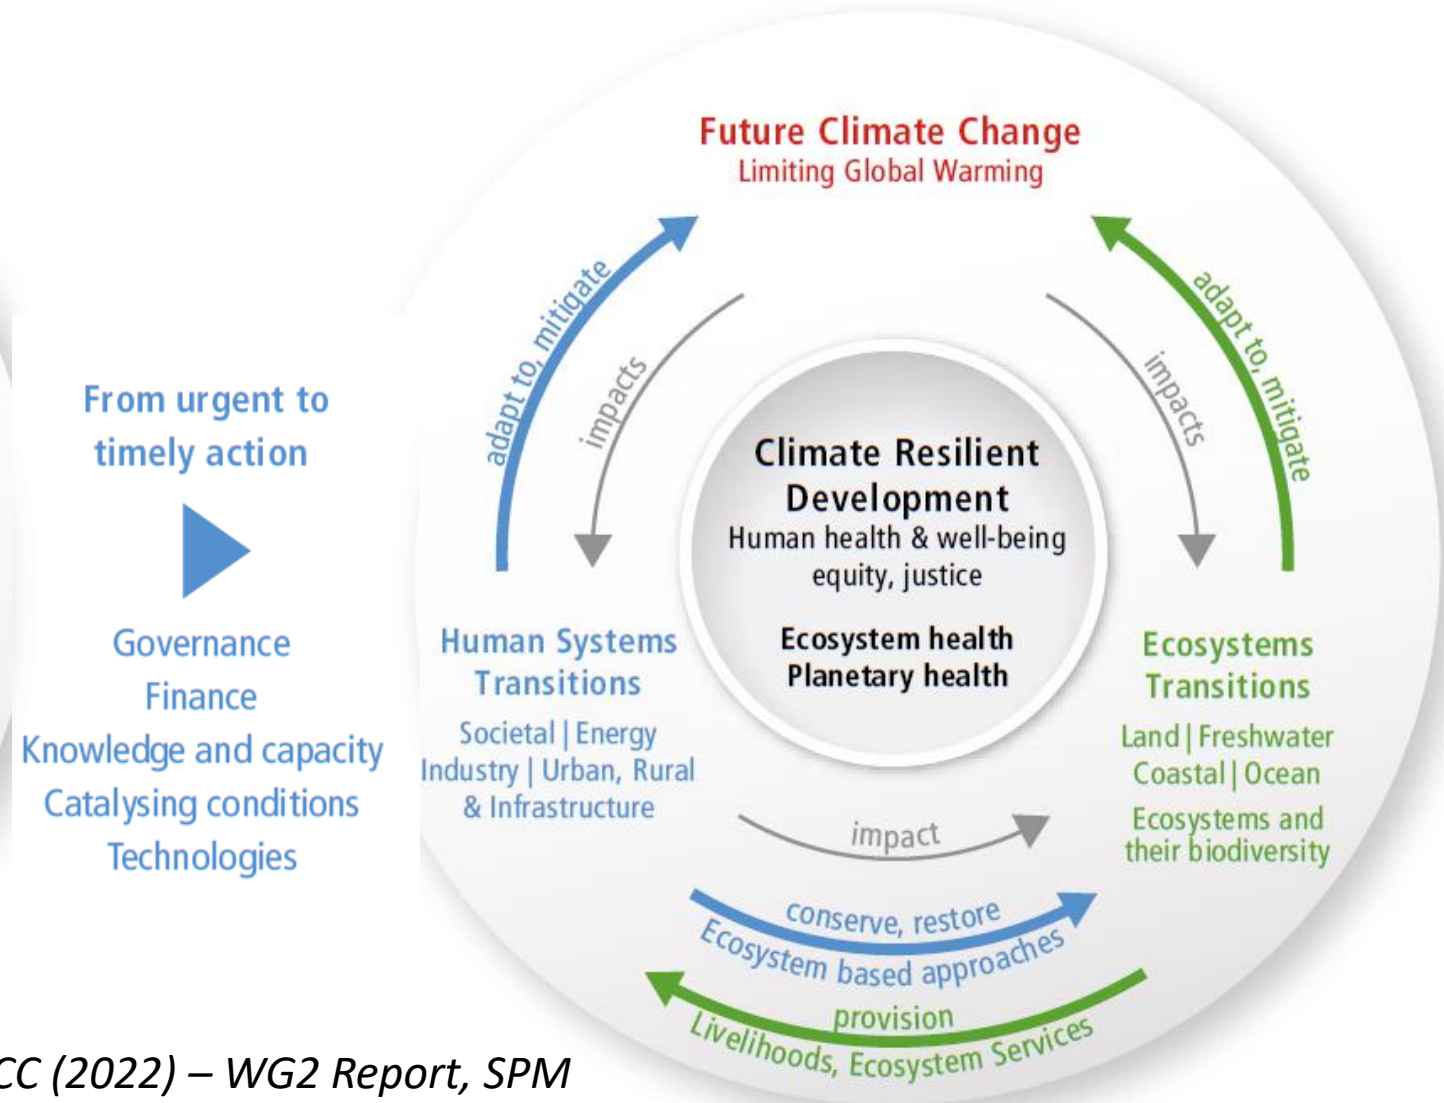 Future Climate Change
Limiting Global Warming
adapt to, mitigate
impacts
impacts
adapt to, mitigate
From urgent to
timely action
Governance
Finance
Knowledge and capacity
Catalysing conditions
Technologies
Climate Resilient
Development
Human health & well-being
equity, justice
Ecosystem health
Planetary health
Human Systems
Transitions
Societal | Energy
Industry | Urban, Rural
& Infrastructure
Ecosystems
Transitions
Land | Freshwater
Coastal | Ocean
Ecosystems and
their biodiversity
impact
conserve, restore
Ecosystem based approaches
provision
Livelihoods, Ecosystem Services
CC (2022) – WG2 Report, SPM